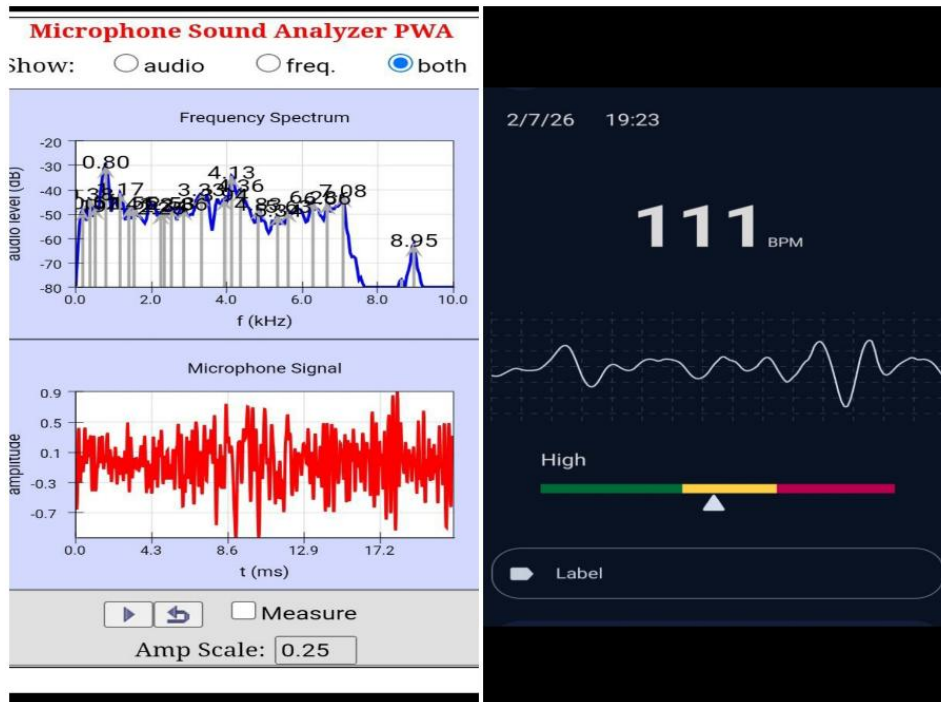 Microphone Sound Analyzer PWA
Show: audio freq. both
Frequency Spectrum
-20
-30
-40
-50
-60
-70
-80
audio level (dB)
0.80
4.13
7.08
8.95
0.0 2.0 4.0 6.0 8.0 10.0
f (kHz)
Microphone Signal
0.9
0.5
0.1
-0.3
-0.7
amplitude
0.0 4.3 8.6 12.9 17.2
t (ms)
Measure
Amp Scale: 0.25
2/7/26 19:23
111 BPM
High
Label